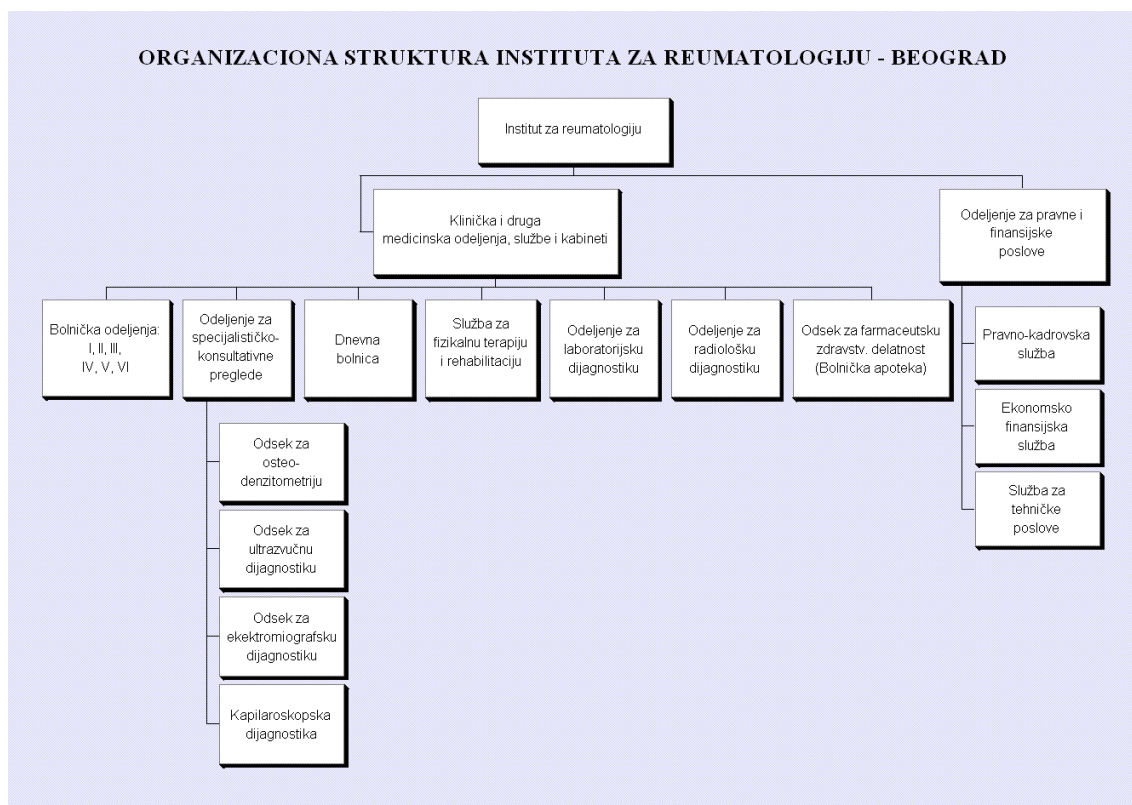 ORGANIZACIONA STRUKTURA INSTITUTA ZA REUMATOLOGIJU - BEOGRAD
Institut za reumatologiju
Klinička i druga
medicinska odeljenja, službe i kabineti
Odeljenje za pravne i
finansijske
poslove
Bolnička odeljenja:
I, II, III,
IV, V, VI
Odeljenje za
specijalističko-
konsultativne
preglede
Dnevna
bolnica
Služba za
fizikalnu terapiju
i rehabilitaciju
Odeljenje za
laboratorijsku
dijagnostiku
Odeljenje za
radiološku
dijagnostiku
Odsek za farmaceutsku
zdravstv. delatnost
(Bolnička apoteka)
Pravno-kadrovska
služba
Ekonomsko
finansijska
služba
Služba za
tehničke
poslove
Odsek za
osteo-
denzitometriju
Odsek za
ultrazvučnu
dijagnostiku
Odsek za
ekektromiografsku
dijagnostiku
Kapilaroskopska
dijagnostika